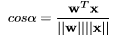 cosα = w^T x / ||w||||x||